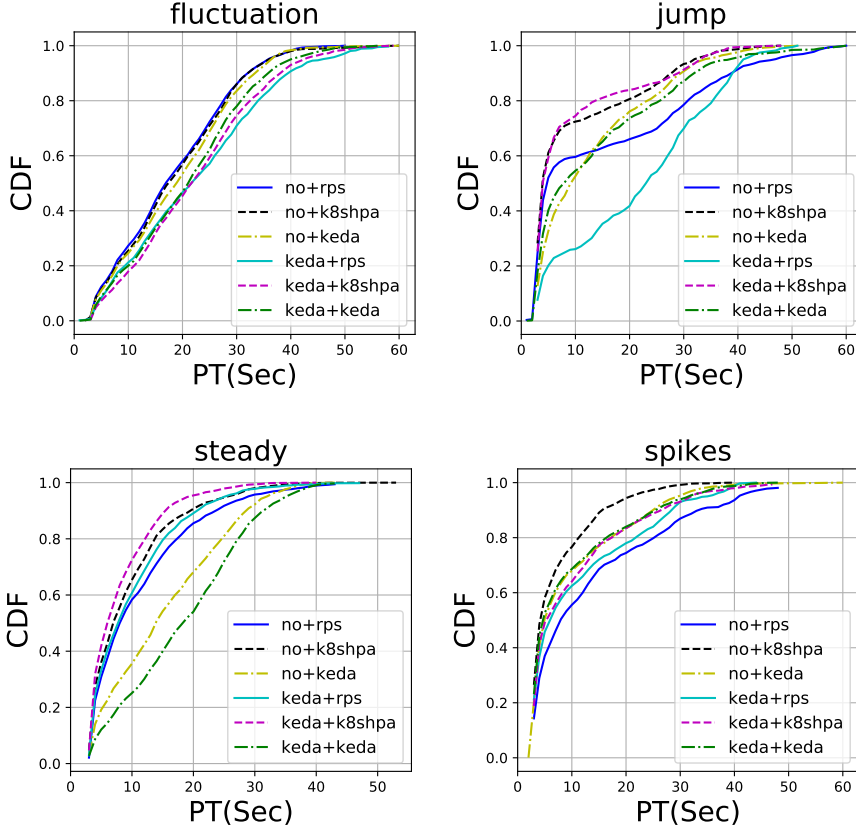 fluctuation
CDF
1.0
0.8
0.6
0.4
0.2
0.0
no+rps
no+k8shpa
no+keda
keda+rps
keda+k8shpa
keda+keda
0 10 20 30 40 50 60
PT(Sec)
jump
CDF
1.0
0.8
0.6
0.4
0.2
0.0
no+rps
no+k8shpa
no+keda
keda+rps
keda+k8shpa
keda+keda
0 10 20 30 40 50 60
PT(Sec)
steady
CDF
1.0
0.8
0.6
0.4
0.2
0.0
no+rps
no+k8shpa
no+keda
keda+rps
keda+k8shpa
keda+keda
0 10 20 30 40 50
PT(Sec)
spikes
CDF
1.0
0.8
0.6
0.4
0.2
0.0
no+rps
no+k8shpa
no+keda
keda+rps
keda+k8shpa
keda+keda
0 10 20 30 40 50 60
PT(Sec)